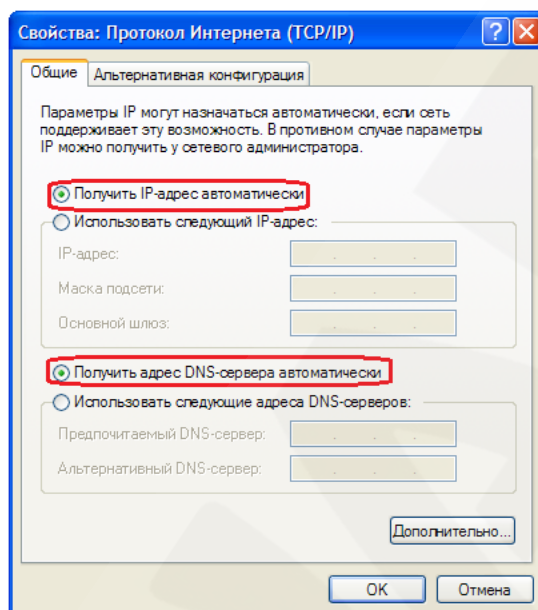 Свойства: Протокол Интернета (TCP/IP)
Общие
Альтернативная конфигурация
Параметры IP могут назначаться автоматически, если сеть
поддерживает эту возможность. В противном случае параметры
IP можно получить у сетевого администратора.
Получить IP-адрес автоматически
Использовать следующий IP-адрес:
IP-адрес:
Маска подсети:
Основной шлюз:
Получить адрес DNS-сервера автоматически
Использовать следующие адреса DNS-серверов:
Предпочитаемый DNS-сервер:
Альтернативный DNS-сервер:
Дополнительно...
OK
Отмена